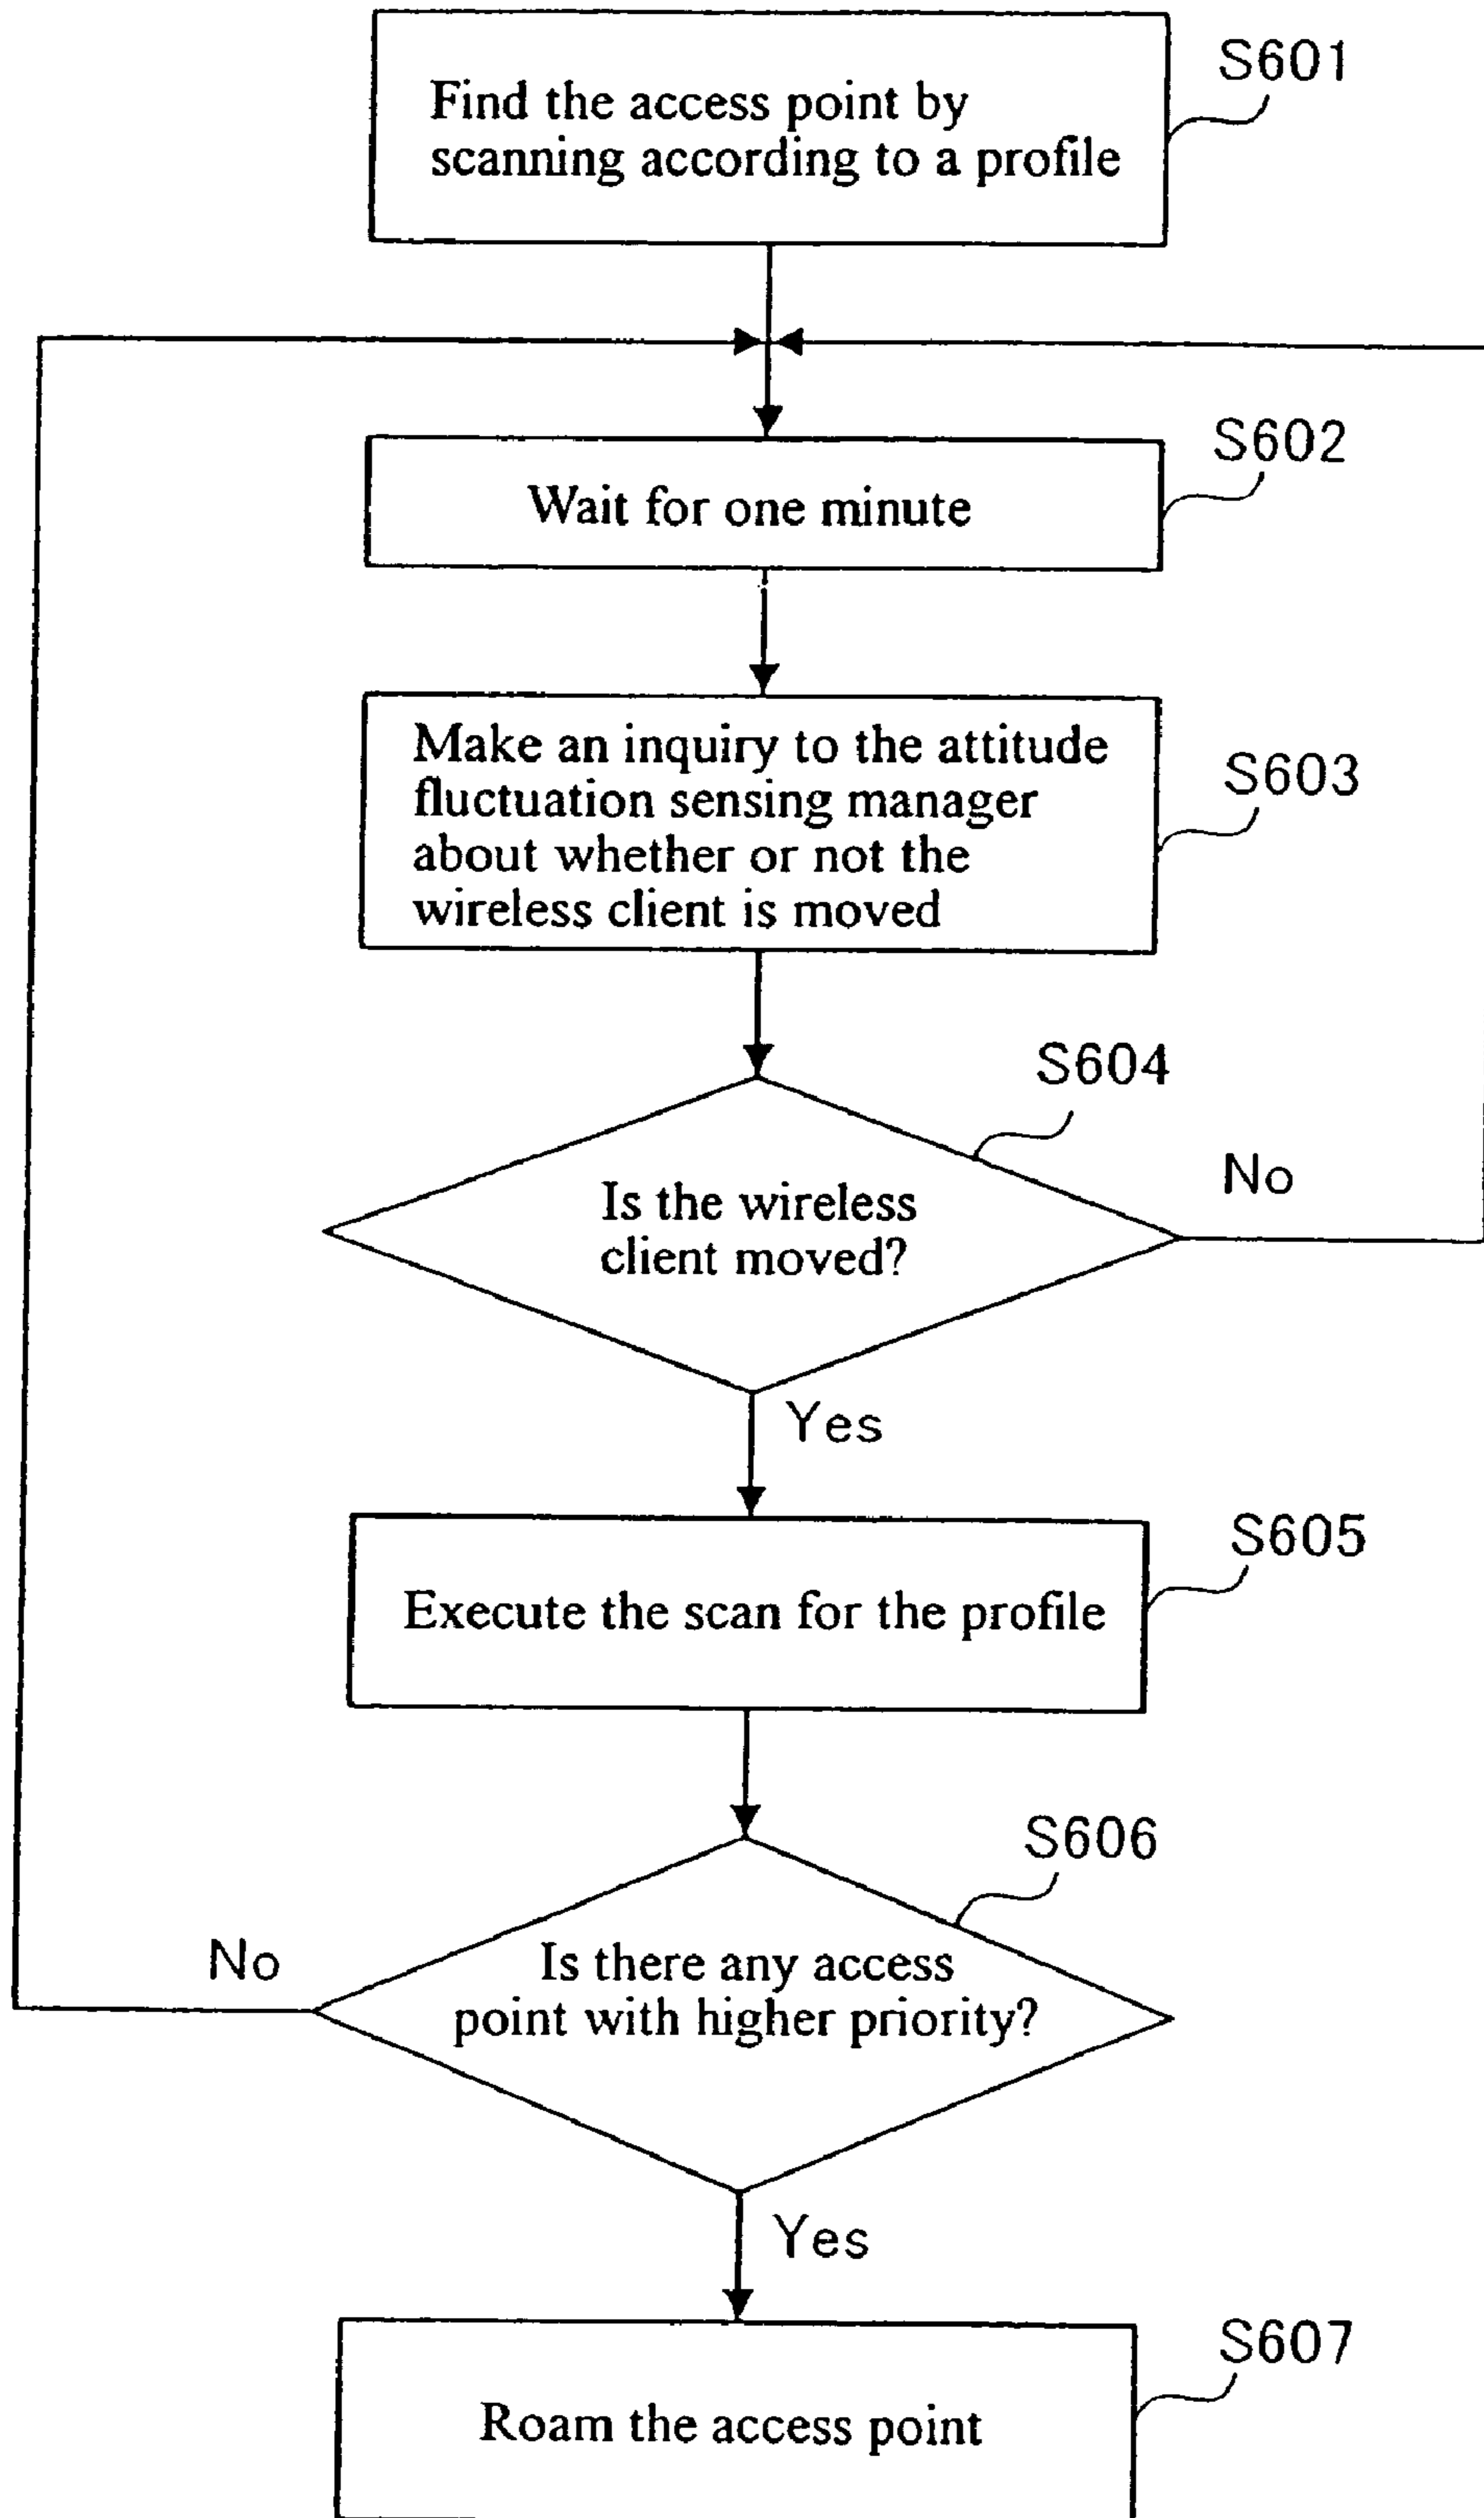 S601
Find the access point by
scanning according to a profile
S602
Wait for one minute
S603
Make an inquiry to the attitude
fluctuation sensing manager
about whether or not the
wireless client is moved
S604
Is the wireless
client moved?
No
Yes
S605
Execute the scan for the profile
S606
Is there any access
point with higher priority?
No
Yes
S607
Roam the access point